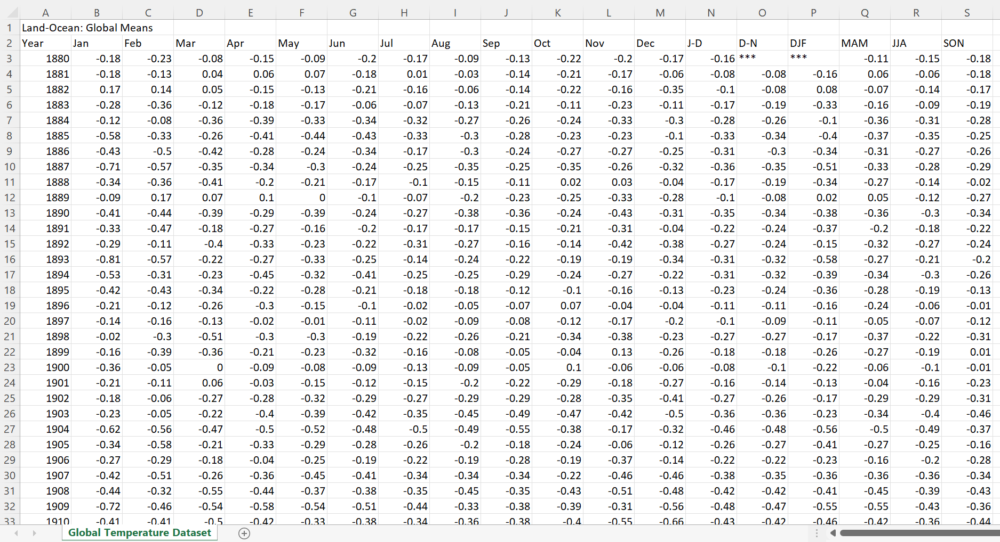 A B C D E F G H I J K L M N O P Q R S
1 Land-Ocean: Global Means
2 Year Jan Feb Mar Apr May Jun Jul Aug Sep Oct Nov Dec J-D D-N DJF MAM JJA SON
3 1880 -0.18 -0.23 -0.08 -0.15 -0.09 -0.2 -0.17 -0.09 -0.13 -0.22 -0.2 -0.17 -0.16 *** *** -0.11 -0.15 -0.18
4 1881 -0.18 -0.13 0.04 0.06 0.07 -0.18 0.01 -0.03 -0.14 -0.21 -0.17 -0.06 -0.08 -0.08 -0.16 0.06 -0.06 -0.18
5 1882 0.17 0.14 0.05 -0.15 -0.13 -0.21 -0.16 -0.06 -0.14 -0.22 -0.16 -0.35 -0.1 -0.08 0.08 -0.07 -0.14 -0.17
6 1883 -0.28 -0.36 -0.12 -0.18 -0.17 -0.06 -0.07 -0.13 -0.21 -0.11 -0.23 -0.11 -0.17 -0.19 -0.33 -0.16 -0.09 -0.19
7 1884 -0.12 -0.08 -0.36 -0.39 -0.33 -0.34 -0.32 -0.27 -0.26 -0.24 -0.33 -0.3 -0.28 -0.26 -0.1 -0.36 -0.31 -0.28
8 1885 -0.58 -0.33 -0.26 -0.41 -0.44 -0.43 -0.33 -0.3 -0.28 -0.23 -0.23 -0.1 -0.33 -0.34 -0.4 -0.37 -0.35 -0.25
9 1886 -0.43 -0.5 -0.42 -0.28 -0.24 -0.34 -0.17 -0.3 -0.24 -0.27 -0.27 -0.25 -0.31 -0.3 -0.34 -0.31 -0.27 -0.26
10 1887 -0.71 -0.57 -0.35 -0.34 -0.3 -0.24 -0.25 -0.35 -0.25 -0.35 -0.26 -0.32 -0.36 -0.35 -0.51 -0.33 -0.28 -0.29
11 1888 -0.34 -0.36 -0.41 -0.2 -0.21 -0.17 -0.1 -0.15 -0.11 0.02 0.03 -0.04 -0.17 -0.19 -0.34 -0.27 -0.14 -0.02
12 1889 -0.09 0.17 0.07 0.1 0 -0.1 -0.07 -0.2 -0.23 -0.25 -0.33 -0.28 -0.1 -0.08 0.02 0.05 -0.12 -0.27
13 1890 -0.41 -0.44 -0.39 -0.29 -0.39 -0.24 -0.27 -0.38 -0.36 -0.24 -0.43 -0.31 -0.35 -0.34 -0.38 -0.36 -0.3 -0.34
14 1891 -0.33 -0.47 -0.18 -0.27 -0.16 -0.2 -0.17 -0.17 -0.15 -0.21 -0.31 -0.04 -0.22 -0.24 -0.37 -0.2 -0.18 -0.22
15 1892 -0.29 -0.11 -0.4 -0.33 -0.23 -0.22 -0.31 -0.27 -0.16 -0.14 -0.42 -0.38 -0.27 -0.24 -0.15 -0.32 -0.27 -0.24
16 1893 -0.81 -0.57 -0.22 -0.27 -0.33 -0.25 -0.14 -0.24 -0.22 -0.19 -0.19 -0.34 -0.31 -0.32 -0.58 -0.27 -0.21 -0.2
17 1894 -0.53 -0.31 -0.23 -0.45 -0.32 -0.41 -0.25 -0.25 -0.29 -0.24 -0.27 -0.22 -0.31 -0.32 -0.39 -0.34 -0.3 -0.26
18 1895 -0.42 -0.43 -0.34 -0.22 -0.28 -0.21 -0.18 -0.18 -0.12 -0.1 -0.16 -0.13 -0.23 -0.24 -0.36 -0.28 -0.19 -0.13
19 1896 -0.21 -0.12 -0.26 -0.3 -0.15 -0.1 -0.02 -0.05 -0.07 0.07 -0.04 -0.04 -0.11 -0.11 -0.16 -0.24 -0.06 -0.01
20 1897 -0.14 -0.16 -0.13 -0.02 -0.01 -0.11 -0.02 -0.09 -0.08 -0.12 -0.17 -0.2 -0.1 -0.09 -0.11 -0.05 -0.07 -0.12
21 1898 -0.02 -0.3 -0.51 -0.3 -0.3 -0.19 -0.22 -0.26 -0.21 -0.34 -0.38 -0.23 -0.27 -0.27 -0.17 -0.37 -0.22 -0.31
22 1899 -0.16 -0.39 -0.36 -0.21 -0.23 -0.32 -0.16 -0.08 -0.05 -0.04 0.13 -0.26 -0.18 -0.18 -0.26 -0.27 -0.19 0.01
23 1900 -0.36 -0.05 0 -0.09 -0.08 -0.09 -0.13 -0.09 -0.05 0.1 -0.06 -0.06 -0.08 -0.1 -0.22 -0.06 -0.1 -0.01
24 1901 -0.21 -0.11 0.06 -0.03 -0.15 -0.12 -0.15 -0.2 -0.22 -0.29 -0.18 -0.27 -0.16 -0.14 -0.13 -0.04 -0.16 -0.23
25 1902 -0.18 -0.06 -0.27 -0.28 -0.32 -0.29 -0.27 -0.29 -0.29 -0.28 -0.35 -0.41 -0.27 -0.26 -0.17 -0.29 -0.29 -0.31
26 1903 -0.23 -0.05 -0.22 -0.4 -0.39 -0.42 -0.35 -0.45 -0.49 -0.47 -0.42 -0.5 -0.36 -0.36 -0.23 -0.34 -0.4 -0.46
27 1904 -0.62 -0.56 -0.47 -0.5 -0.52 -0.48 -0.5 -0.49 -0.55 -0.38 -0.17 -0.32 -0.46 -0.48 -0.56 -0.5 -0.49 -0.37
28 1905 -0.34 -0.58 -0.21 -0.33 -0.29 -0.28 -0.26 -0.2 -0.18 -0.24 -0.06 -0.12 -0.26 -0.27 -0.41 -0.27 -0.25 -0.16
29 1906 -0.27 -0.29 -0.18 -0.04 -0.25 -0.19 -0.22 -0.19 -0.28 -0.19 -0.37 -0.14 -0.22 -0.22 -0.23 -0.16 -0.2 -0.28
30 1907 -0.42 -0.51 -0.26 -0.36 -0.45 -0.41 -0.34 -0.34 -0.34 -0.22 -0.46 -0.46 -0.38 -0.35 -0.36 -0.36 -0.36 -0.34
31 1908 -0.44 -0.32 -0.55 -0.44 -0.37 -0.38 -0.35 -0.45 -0.35 -0.43 -0.51 -0.48 -0.42 -0.42 -0.41 -0.45 -0.39 -0.43
32 1909 -0.72 -0.46 -0.54 -0.58 -0.54 -0.51 -0.44 -0.33 -0.38 -0.39 -0.31 -0.56 -0.48 -0.47 -0.55 -0.55 -0.43 -0.36
33 1910 -0.41 -0.41 -0.5 -0.42 -0.33 -0.38 -0.34 -0.36 -0.38 -0.4 -0.55 -0.66 -0.43 -0.42 -0.46 -0.42 -0.36 -0.44
Global Temperature Dataset